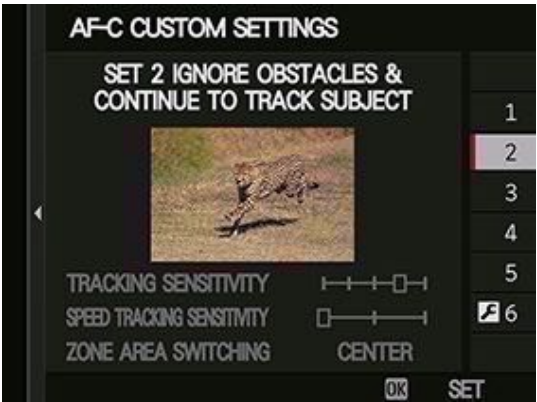 AF-C CUSTOM SETTINGS
SET 2 IGNORE OBSTACLES &
CONTINUE TO TRACK SUBJECT
TRACKING SENSITIVITY
SPEED TRACKING SENSITIVITY
ZONE AREA SWITCHING CENTER
1
2
3
4
5
6
OK SET